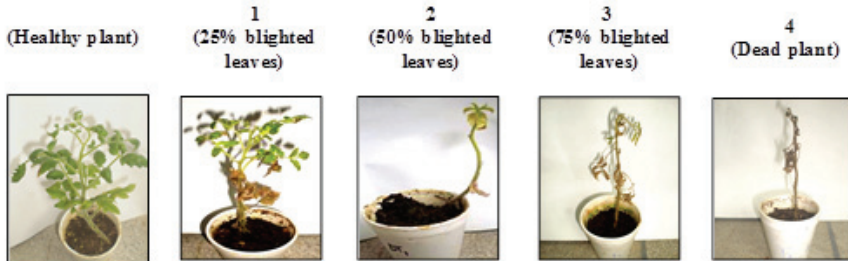 (Healthy plant)
1
(25% blighted
leaves)
2
(50% blighted
leaves)
3
(75% blighted
leaves)
4
(Dead plant)